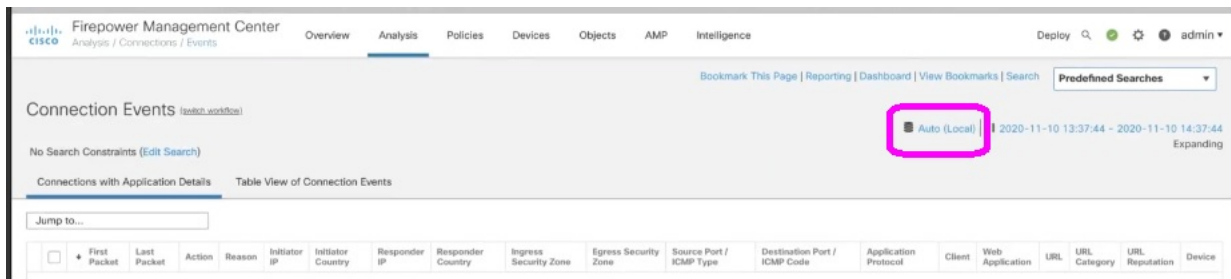 CISCO Firepower Management Center Overview Analysis Policies Devices Objects AMP Intelligence Deploy admin
Analysis / Connections / Events
Bookmark This Page | Reporting | Dashboard | View Bookmarks | Search Predefined Searches
Connection Events (switch workflow)
Auto (Local) 2020-11-10 13:37:44 - 2020-11-10 14:37:44
Expanding
No Search Constraints (Edit Search)
Connections with Application Details Table View of Connection Events
Jump to...
First Packet Last Packet Action Reason Initiator IP Initiator Country Responder IP Responder Country Ingress Security Zone Egress Security Zone Source Port / ICMP Type Destination Port / ICMP Code Application Protocol Client Web Application URL URL Category URL Reputation Device